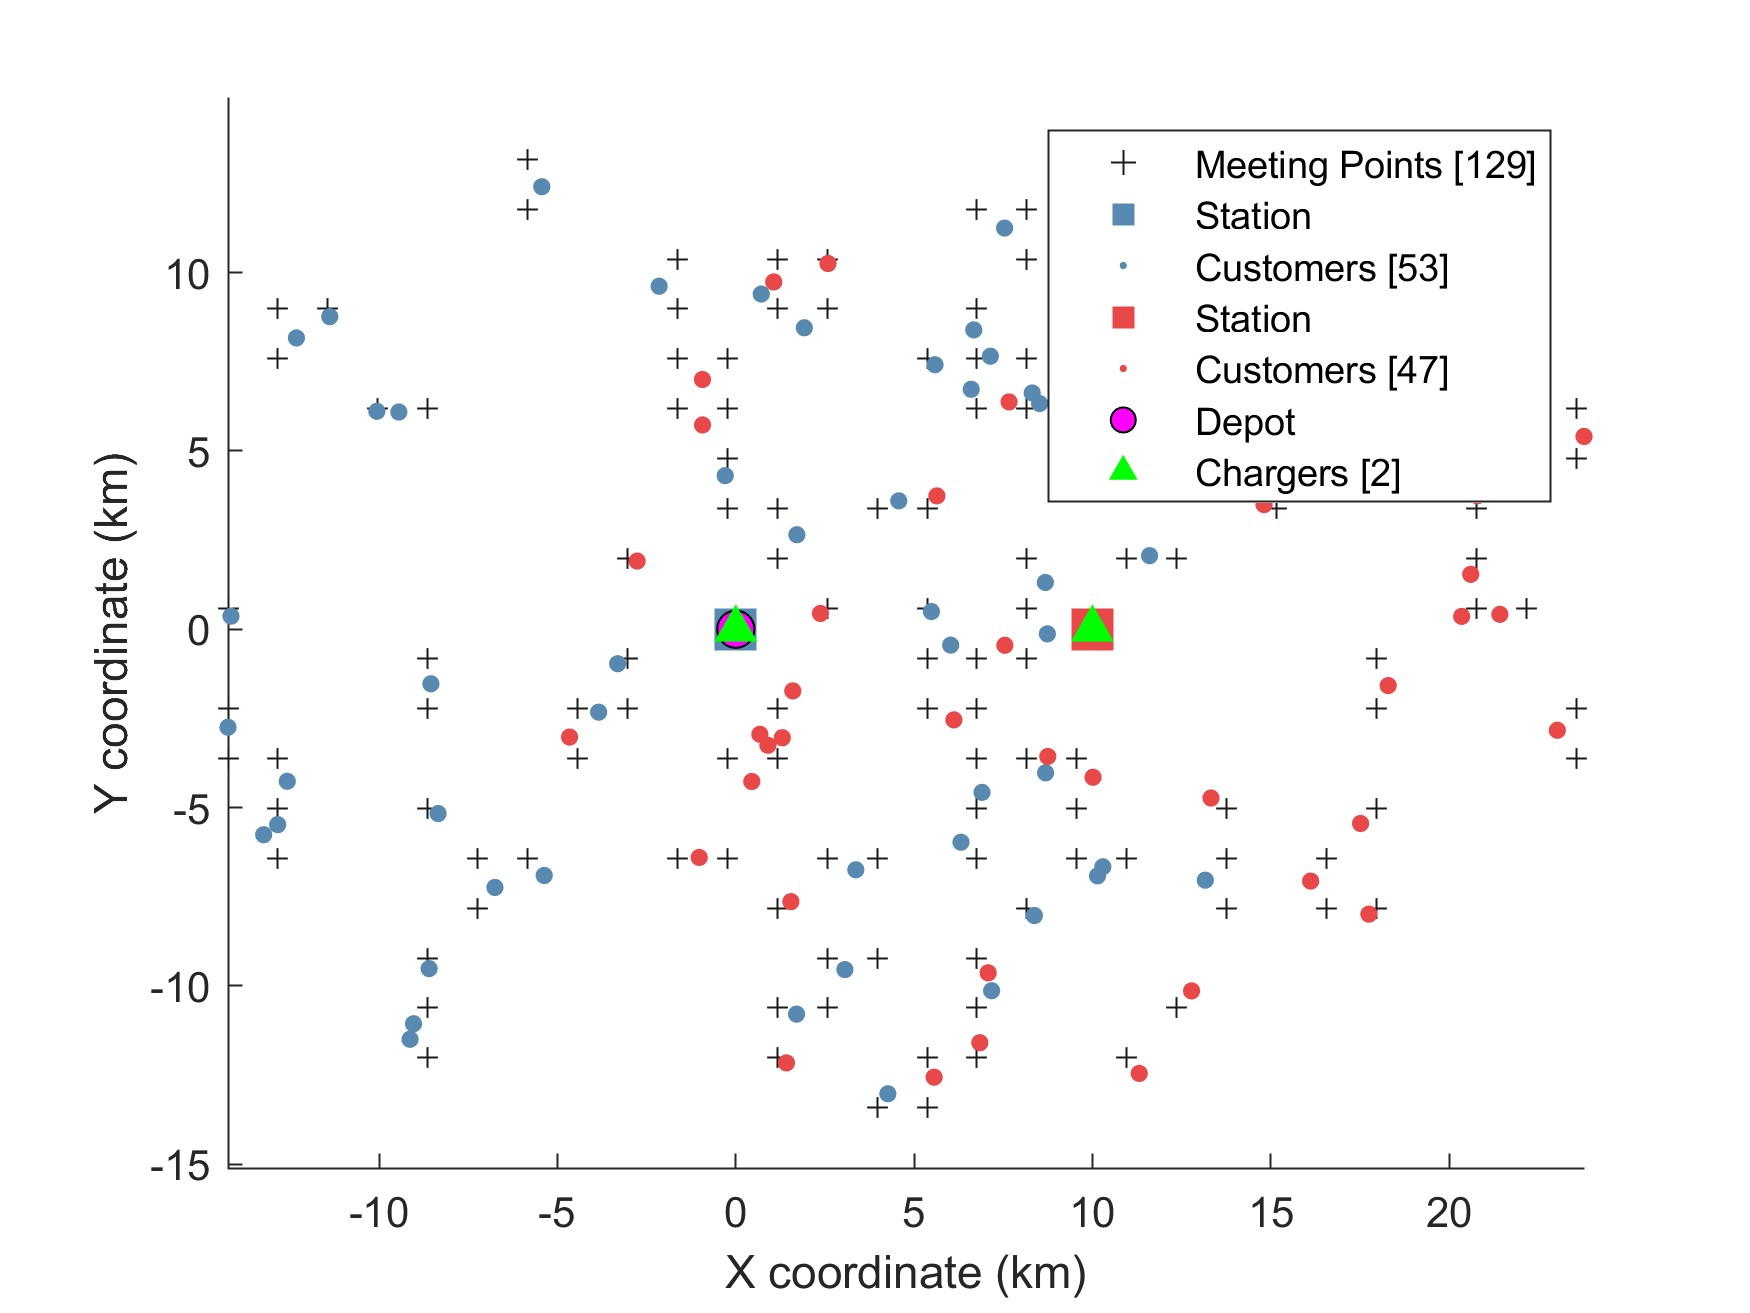 Meeting Points [129]
Station
Customers [53]
Station
Customers [47]
Depot
Chargers [2]
10
5
0
-5
-10
-15
Y coordinate (km)
-10 -5 0 5 10 15 20
X coordinate (km)